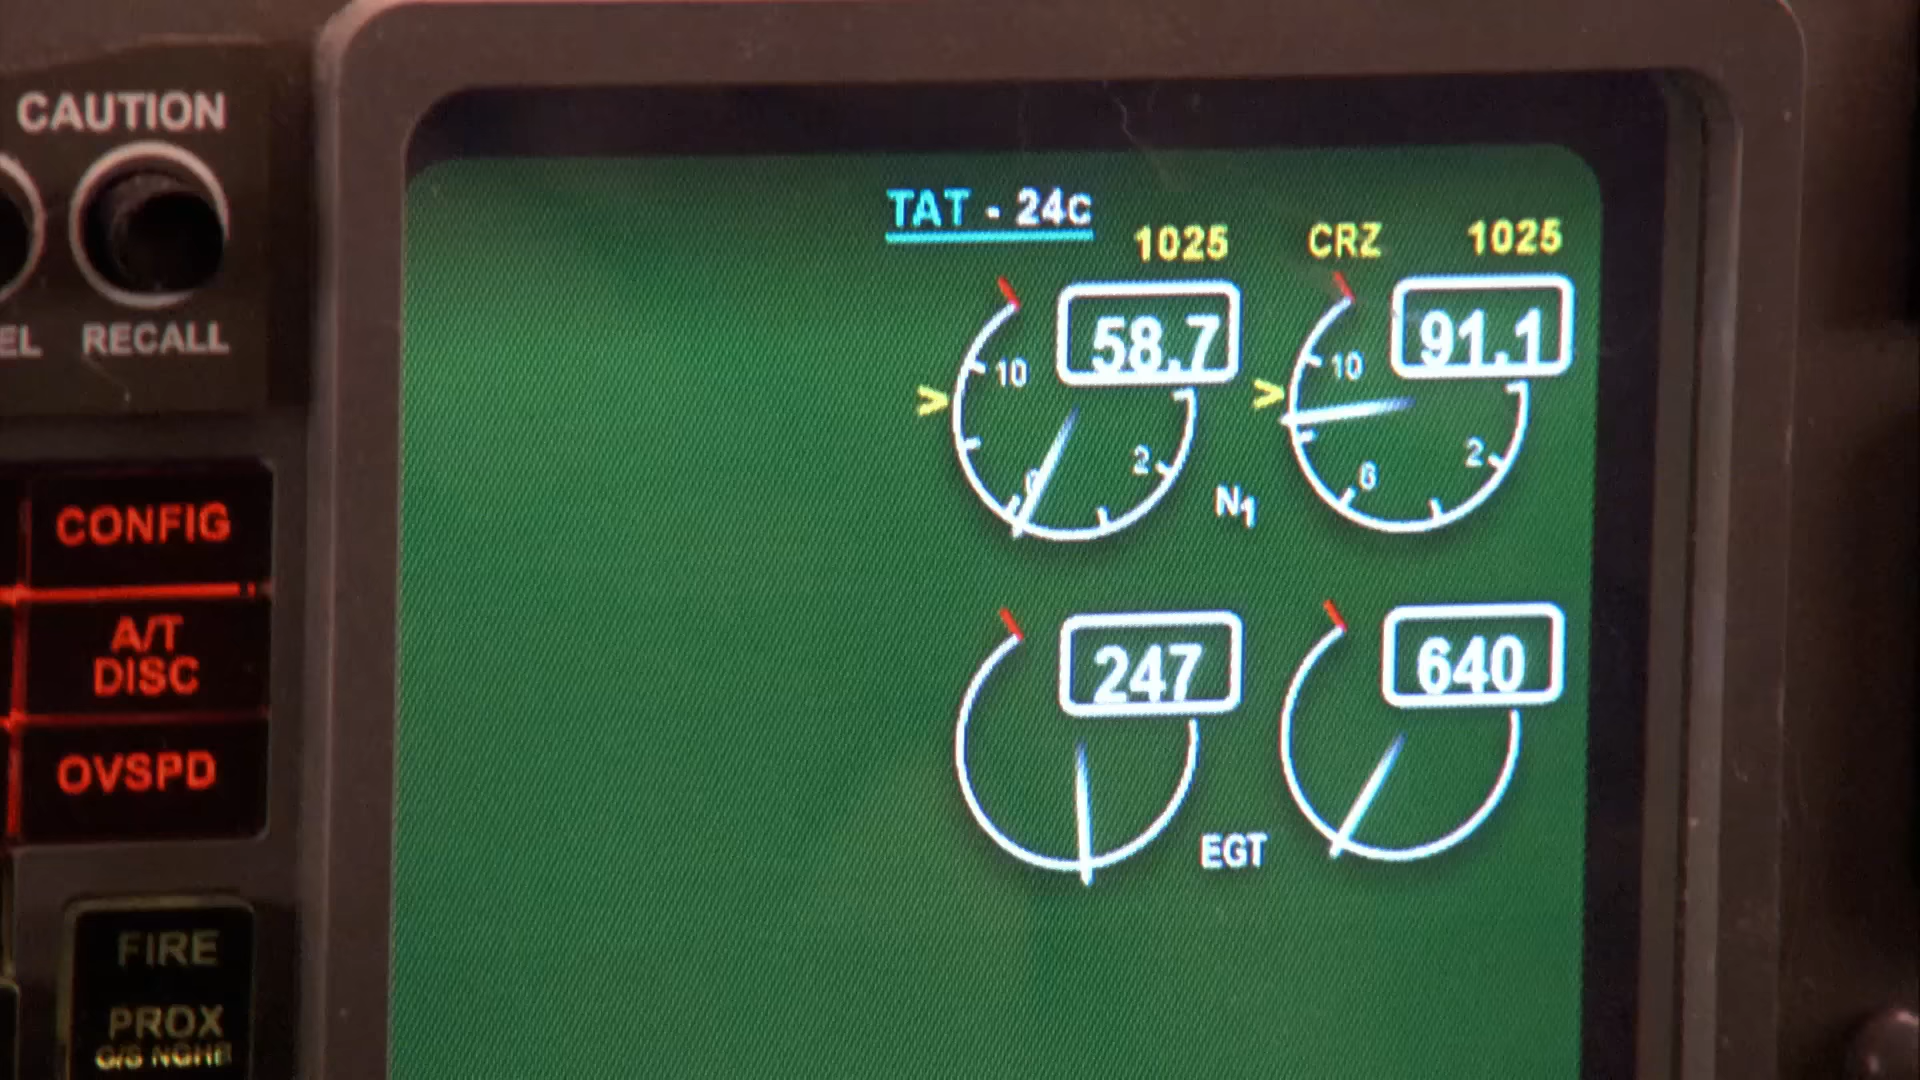 CAUTION
EL RECALL
CONFIG
A/T
DISC
OVSPD
FIRE
PROX
TAT - 24c
1025 CRZ 1025
58.7 91.1
10 10
2 2
6
N1
247 640
EGT